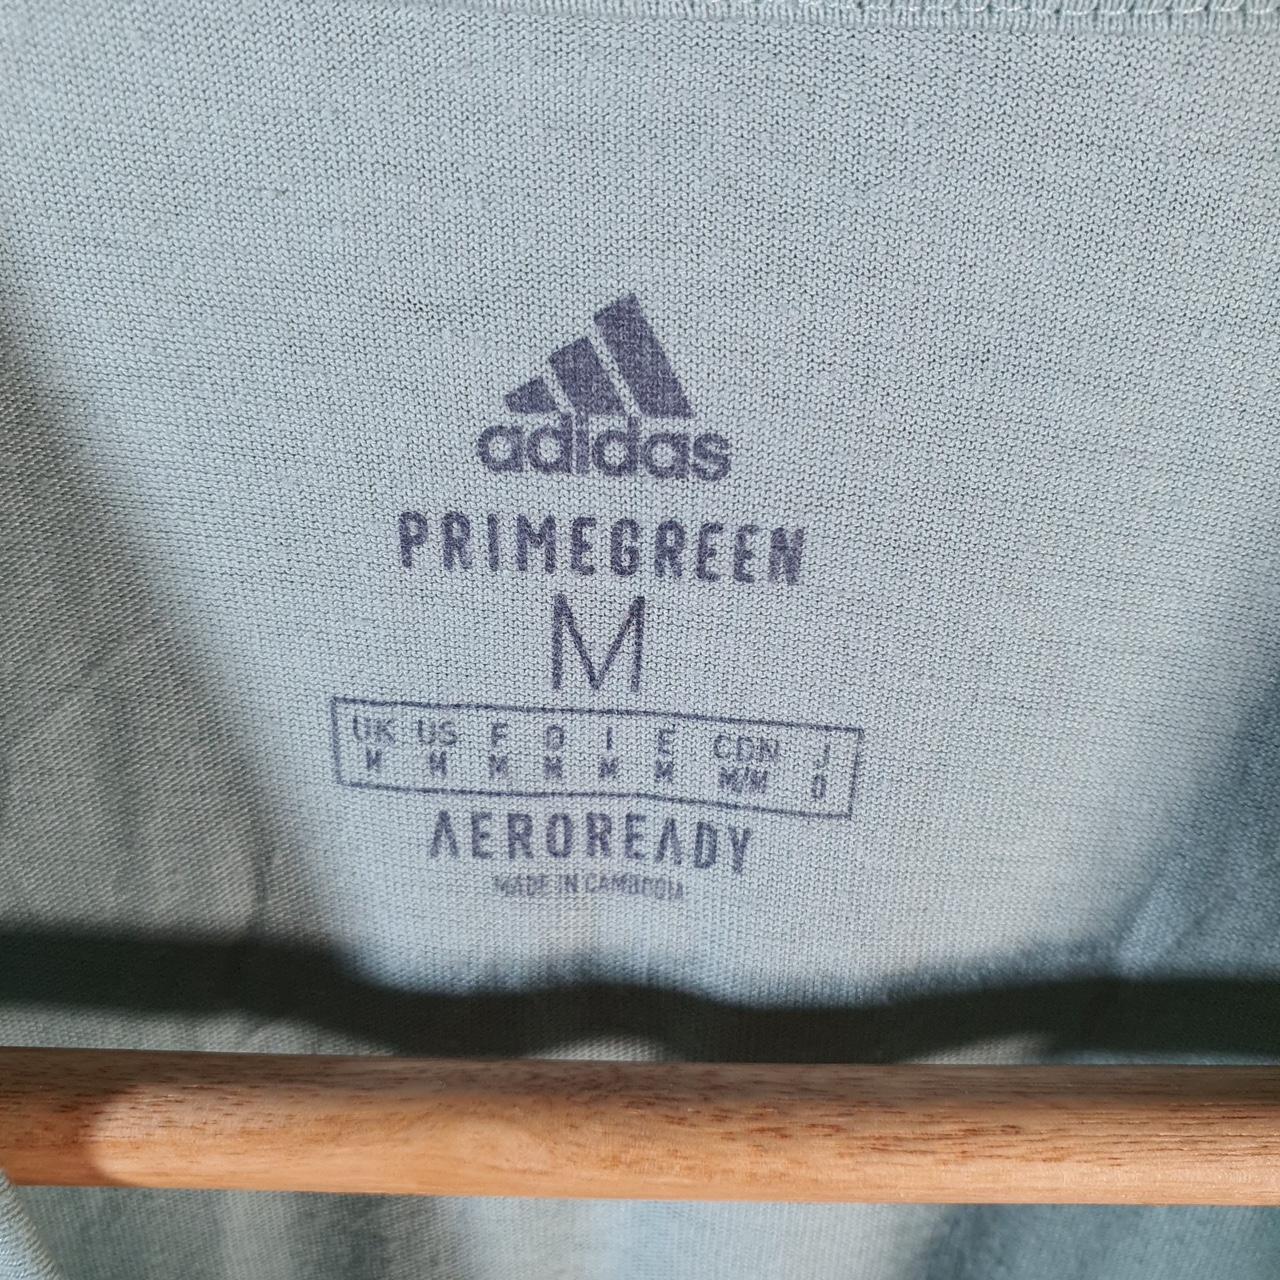 adidas
PRIMEGREEN
M
UK US F D I E CDN J
M M M M M M M/M O
AEROREADY
MADE IN CAMBODIA